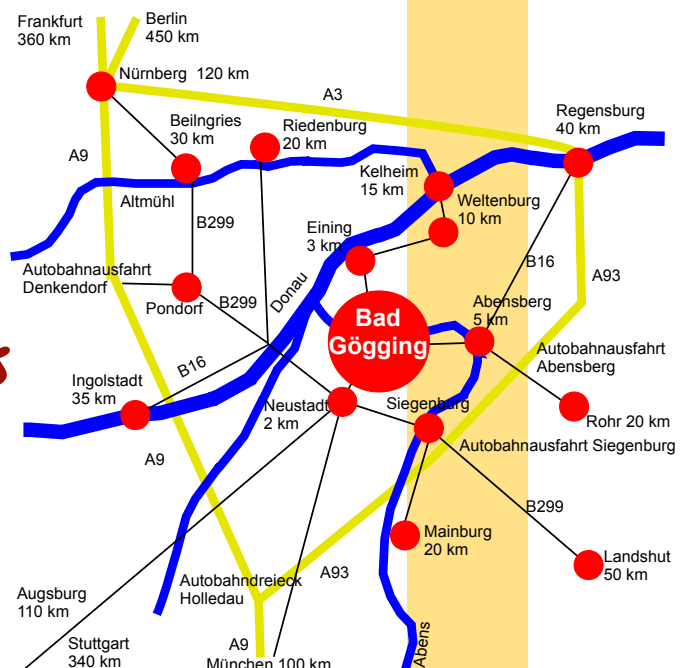 Frankfurt
360 km
Berlin
450 km
Nürnberg  120 km
A3
Regensburg
40 km
Beilngries
30 km
Riedenburg
20 km
A9
Kelheim
15 km
Altmühl
Weltenburg
10 km
B299
Eining
3 km
B16
Autobahnausfahrt
Denkendorf
A93
Donau
Pondorf
B299
Abensberg
5 km
Bad
Gögging
Autobahnausfahrt
Abensberg
B16
Ingolstadt
35 km
Neustadt
2 km
Siegenburg
Rohr 20 km
Autobahnausfahrt Siegenburg
A9
B299
Mainburg
20 km
Landshut
50 km
A93
Autobahndreieck
Holledau
Augsburg
110 km
Stuttgart
340 km
A9
München 100 km
Abens